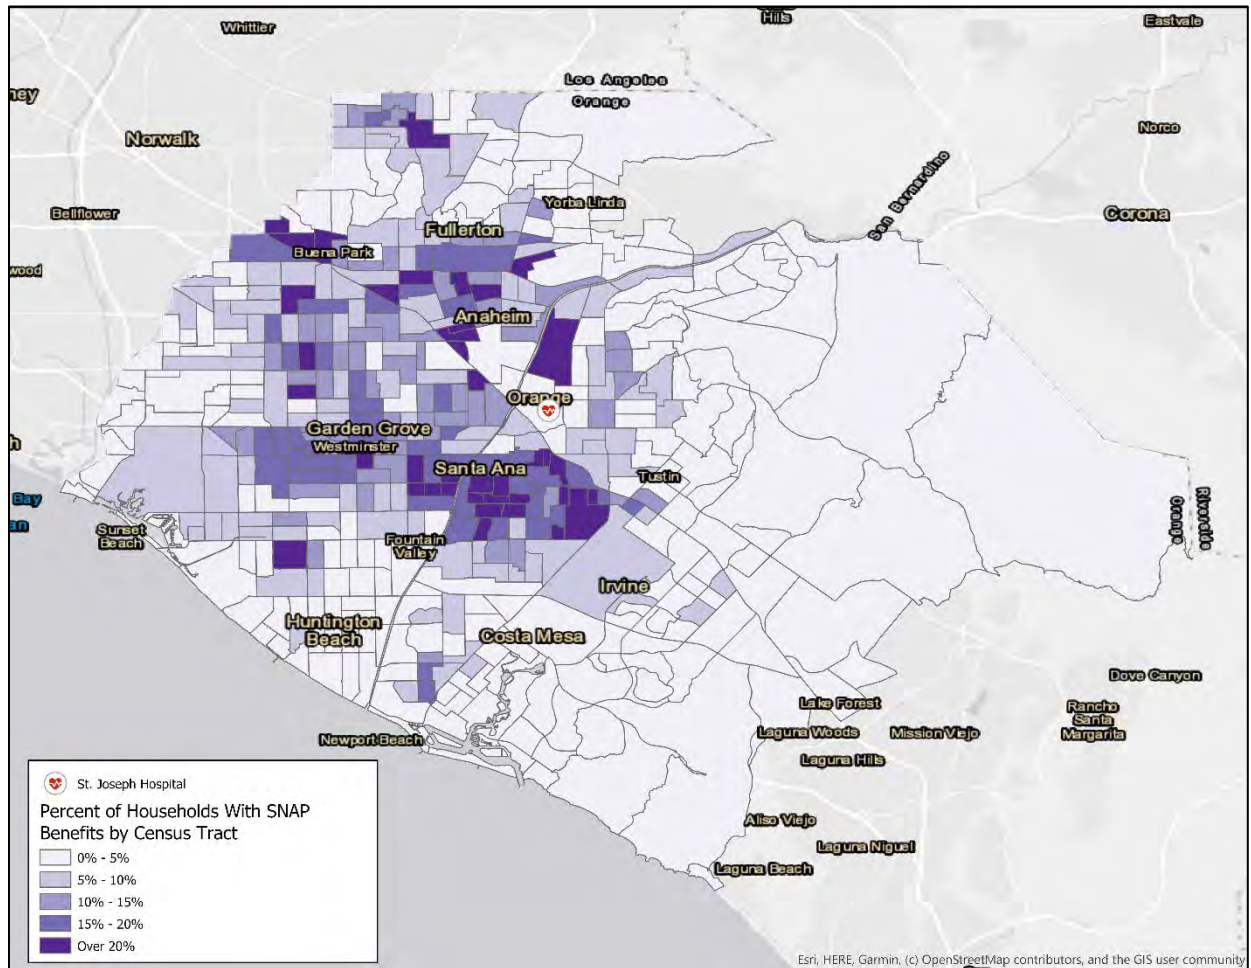 Whittier
Hills
Eastvale
Los Angeles
Orange
ney
Norwalk
Norco
San Bernardino
Bellflower
Yorba Linda
Corona
Fullerton
Buena Park
wood
Anaheim
Orange
Garden Grove
Westminster
Santa Ana
Tustin
Bay
an
Sunset
Beach
Fountain
Valley
Orange
Riverside
Irvine
Huntington
Beach
Costa Mesa
Dove Canyon
Lake Forest
Rancho
Santa
Margarita
Laguna Woods
Mission Viejo
Newport Beach
Laguna Hills
Aliso Viejo
Laguna Niguel
Laguna Beach
St. Joseph Hospital
Percent of Households With SNAP
Benefits by Census Tract
0% - 5%
5% - 10%
10% - 15%
15% - 20%
Over 20%
Esri, HERE, Garmin, (c) OpenStreetMap contributors, and the GIS user community